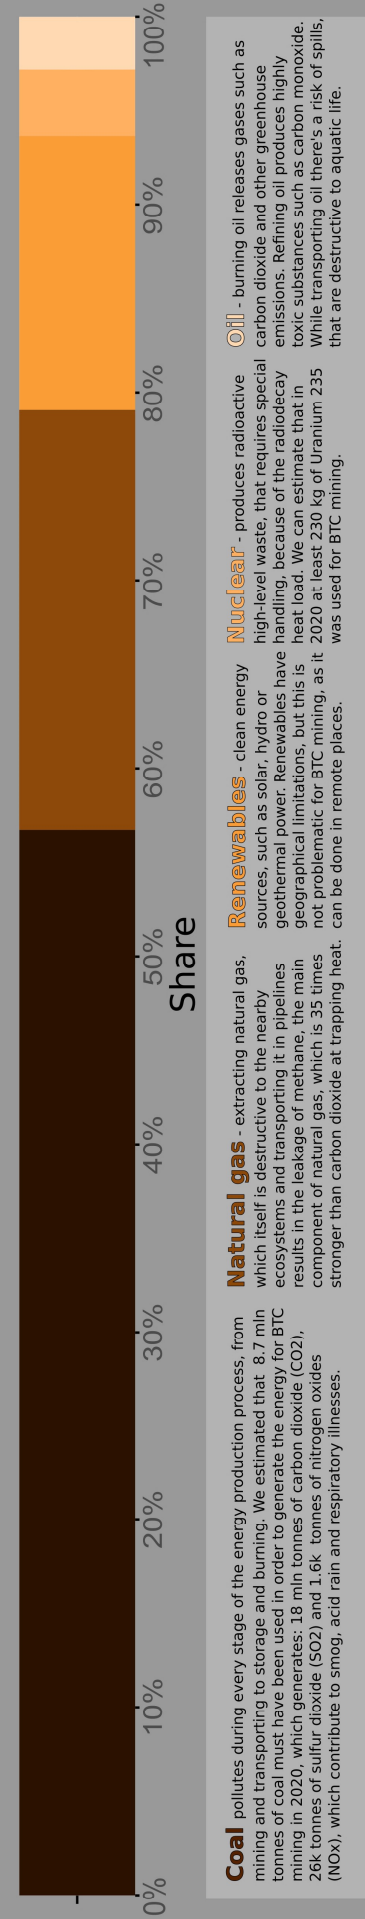 0% 10% 20% 30% 40% 50% 60% 70% 80% 90% 100%
Share
Coal pollutes during every stage of the energy production process, from
mining and transporting to storage and burning. We estimated that 8.7 mln
tonnes of coal must have been used in order to generate the energy for BTC
mining in 2020, which generates: 18 mln tonnes of carbon dioxide (CO2),
26k tonnes of sulfur dioxide (SO2) and 1.6k tonnes of nitrogen oxides
(NOx), which contribute to smog, acid rain and respiratory illnesses.
Natural gas - extracting natural gas,
which itself is destructive to the nearby
ecosystems and transporting it in pipelines
results in the leakage of methane, the main
component of natural gas, which is 35 times
stronger than carbon dioxide at trapping heat.
Renewables - clean energy
sources, such as solar, hydro or
geothermal power. Renewables have
geographical limitations, but this is
not problematic for BTC mining, as it
can be done in remote places.
Nuclear - produces radioactive
high-level waste, that requires special
handling, because of the radiodecay
heat load. We can estimate that in
2020 at least 230 kg of Uranium 235
was used for BTC mining.
Oil - burning oil releases gases such as
carbon dioxide and other greenhouse
emissions. Refining oil produces highly
toxic substances such as carbon monoxide.
While transporting oil there's a risk of spills,
that are destructive to aquatic life.